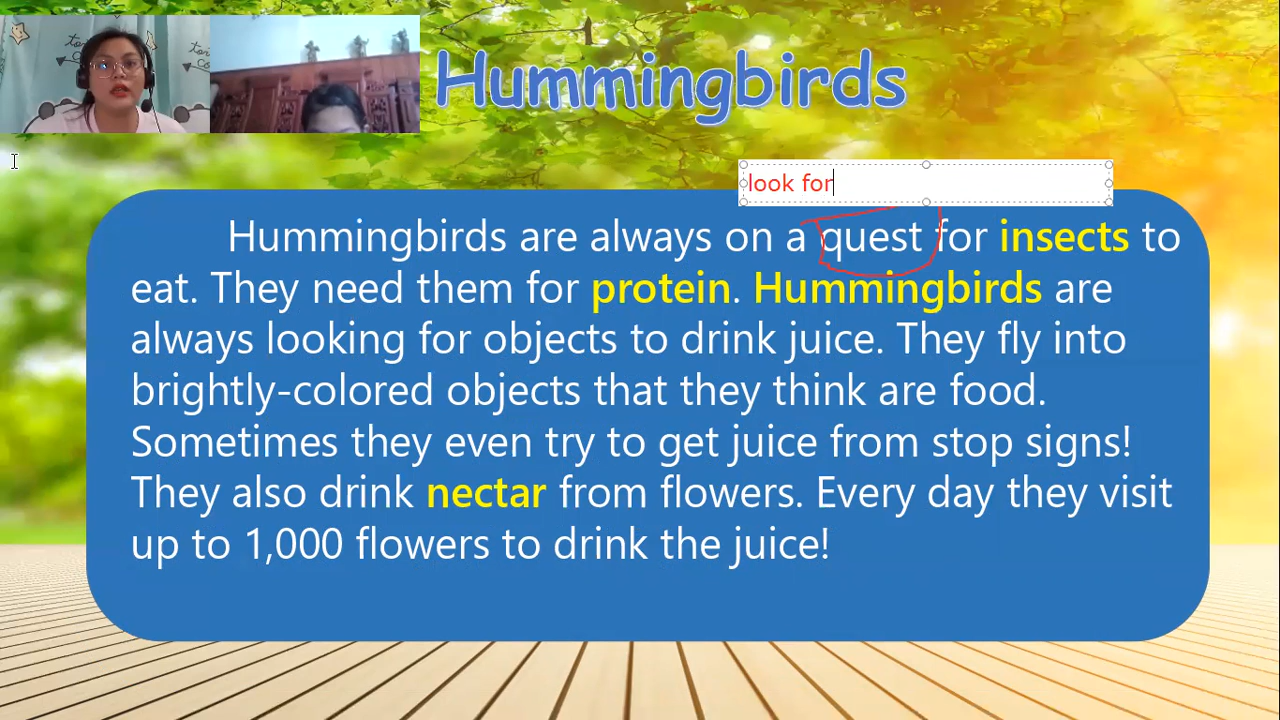 Hummingbirds
look for
Hummingbirds are always on a quest for insects to
eat. They need them for protein. Hummingbirds are
always looking for objects to drink juice. They fly into
brightly-colored objects that they think are food.
Sometimes they even try to get juice from stop signs!
They also drink nectar from flowers. Every day they visit
up to 1,000 flowers to drink the juice!